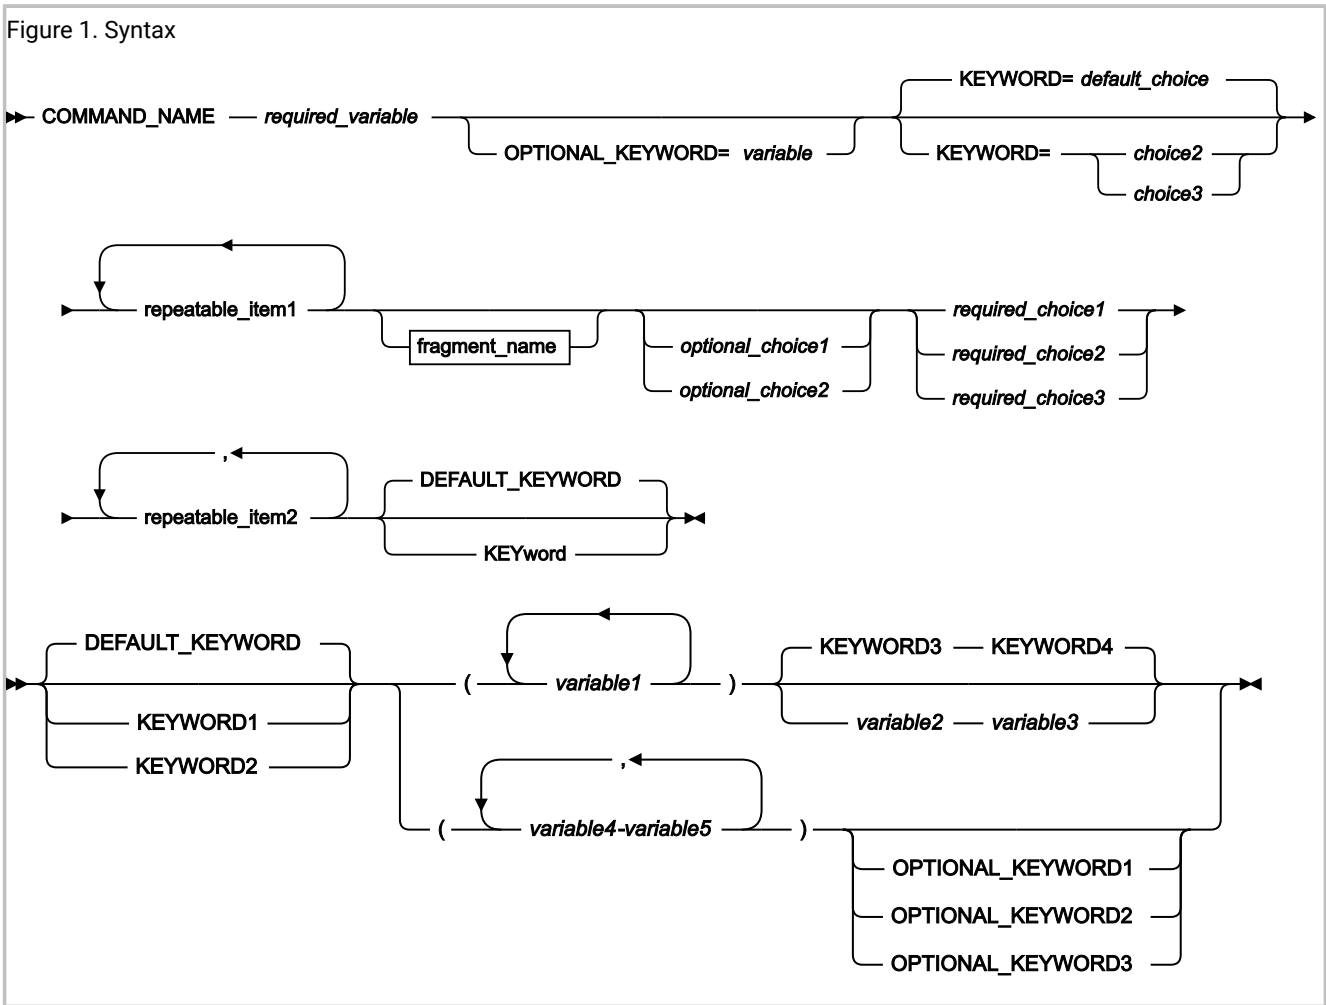 Figure 1. Syntax
KEYWORD= default_choice
COMMAND_NAME required_variable
OPTIONAL_KEYWORD= variable KEYWORD= choice2
choice3
repeatable_item1 required_choice1
fragment_name optional_choice1 required_choice2
optional_choice2 required_choice3
,
DEFAULT_KEYWORD
repeatable_item2
KEYword
DEFAULT_KEYWORD KEYWORD3 KEYWORD4
( variable1 )
KEYWORD1 variable2 variable3
KEYWORD2 ,
( variable4-variable5 )
OPTIONAL_KEYWORD1
OPTIONAL_KEYWORD2
OPTIONAL_KEYWORD3